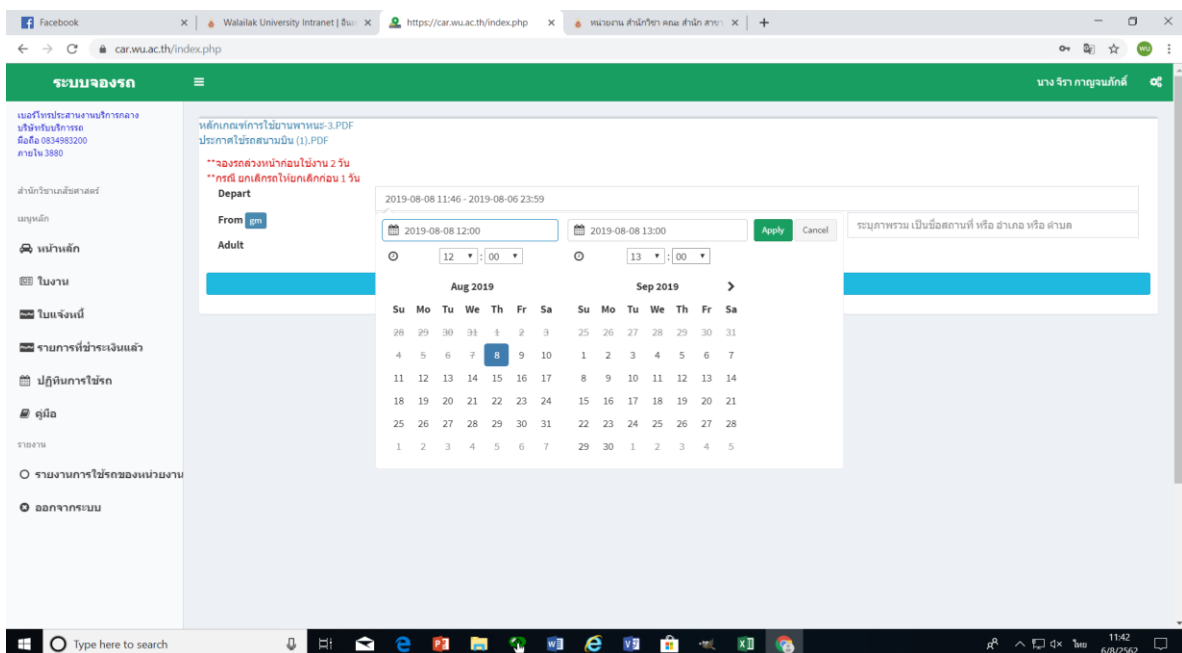 Facebook
Walailak University Intranet | อินเ
https://car.wu.ac.th/index.php
หน่วยงาน สำนักวิชา คณะ สำนัก สาขา
car.wu.ac.th/index.php
wu
ระบบจองรถ
นาง จิรา กาญจนภักดิ์
เบอร์โทรประสานงานบริการกลาง
บริษัทรับบริการรถ
มือถือ 0834983200
ภายใน 3880
สำนักวิชาเภสัชศาสตร์
เมนูหลัก
หน้าหลัก
ใบงาน
ใบแจ้งหนี้
รายการที่ชำระเงินแล้ว
ปฏิทินการใช้รถ
คู่มือ
รายงาน
รายงานการใช้รถของหน่วยงาน
ออกจากระบบ
หลักเกณฑ์การใช้ยานพาหนะ-3.PDF
ประกาศใช้รถสนามบิน (1).PDF
**จองรถล่วงหน้าก่อนใช้งาน 2 วัน
**กรณี ยกเลิกรถให้ยกเลิกก่อน 1 วัน
Depart
2019-08-08 11:46 - 2019-08-06 23:59
From gm
ระบุภาพรวม เป็นชื่อสถานที่ หรือ อำเภอ หรือ ตำบล
Adult
2019-08-08 12:00
2019-08-08 13:00
Apply
Cancel
12 : 00
13 : 00
Aug 2019
Su Mo Tu We Th Fr Sa
28 29 30 31 1 2 3
4 5 6 7 8 9 10
11 12 13 14 15 16 17
18 19 20 21 22 23 24
25 26 27 28 29 30 31
1 2 3 4 5 6 7
Sep 2019
Su Mo Tu We Th Fr Sa
25 26 27 28 29 30 31
1 2 3 4 5 6 7
8 9 10 11 12 13 14
15 16 17 18 19 20 21
22 23 24 25 26 27 28
29 30 1 2 3 4 5
Type here to search
ไทย
11:42
6/8/2562